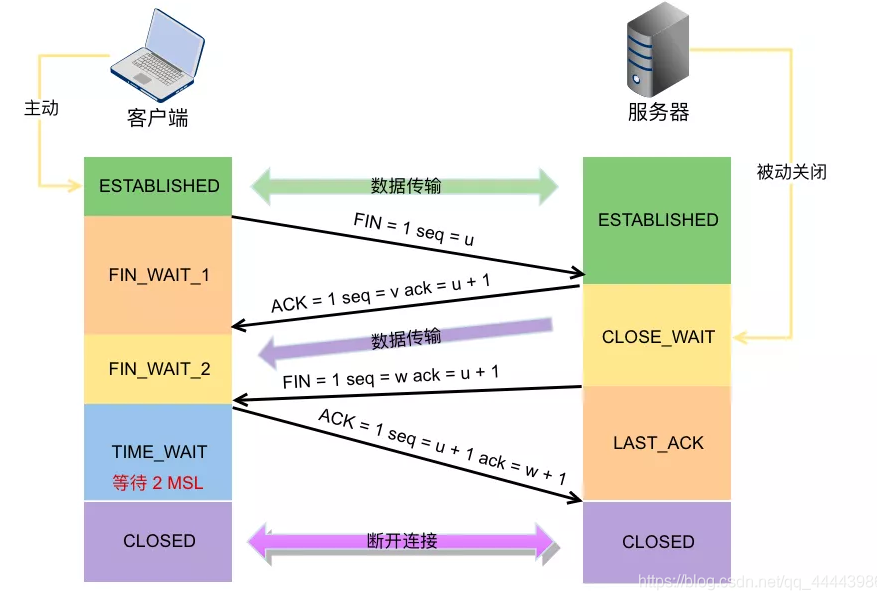 主动
客户端
服务器
被动关闭
ESTABLISHED
数据传输
ESTABLISHED
FIN = 1 seq = u
FIN_WAIT_1
ACK = 1 seq = v ack = u + 1
数据传输
CLOSE_WAIT
FIN_WAIT_2
FIN = 1 seq = w ack = u + 1
ACK = 1 seq = u + 1 ack = w + 1
TIME_WAIT
等待 2 MSL
LAST_ACK
CLOSED
断开连接
CLOSED
https://blog.csdn.net/qq_44443986